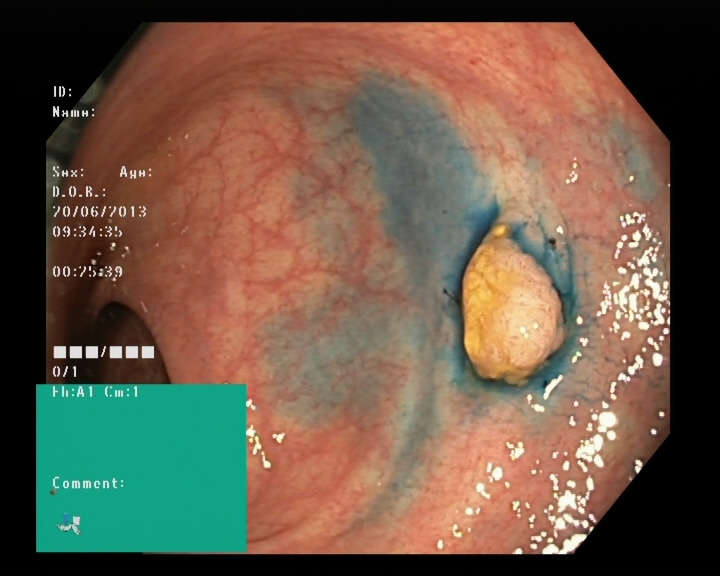 ID:
Name:
Sex: Age:
D.O.B.:
20/06/2013
09:34:35
00:25:39
■■■/■■■
0/1
Eh:A1 Cm:1
Comment: